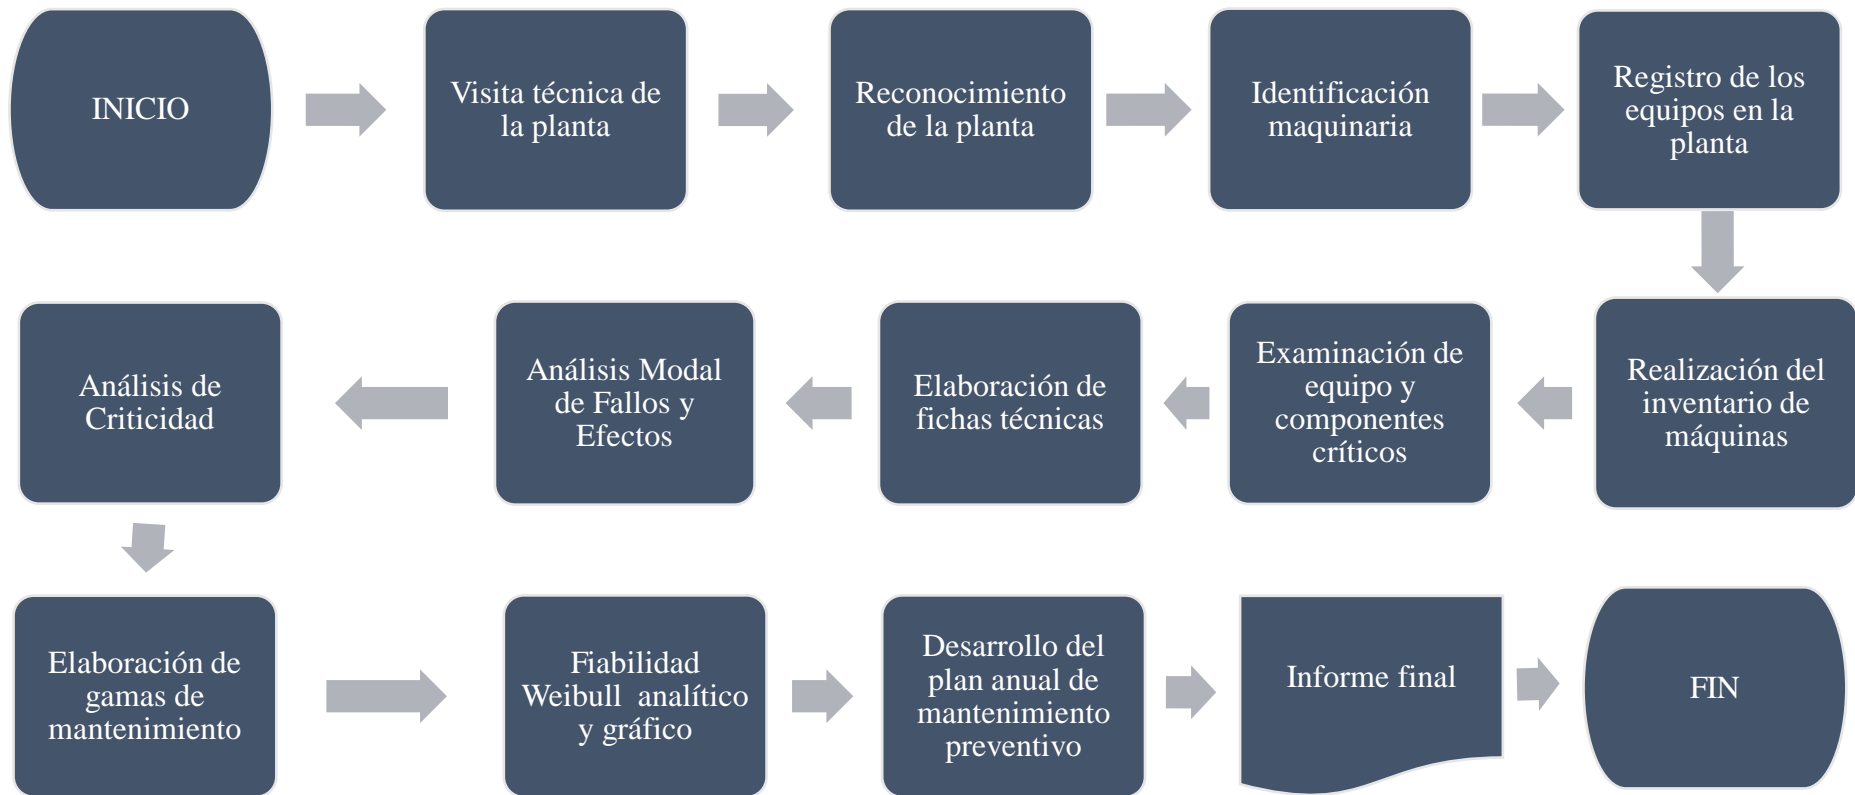 INICIO
Visita técnica de
la planta
Reconocimiento
de la planta
Identificación
maquinaria
Registro de los
equipos en la
planta
Realización del
inventario de
máquinas
Examinación de
equipo y
componentes
críticos
Elaboración de
fichas técnicas
Análisis Modal
de Fallos y
Efectos
Análisis de
Criticidad
Elaboración de
gamas de
mantenimiento
Fiabilidad
Weibull analítico
y gráfico
Desarrollo del
plan anual de
mantenimiento
preventivo
Informe final
FIN